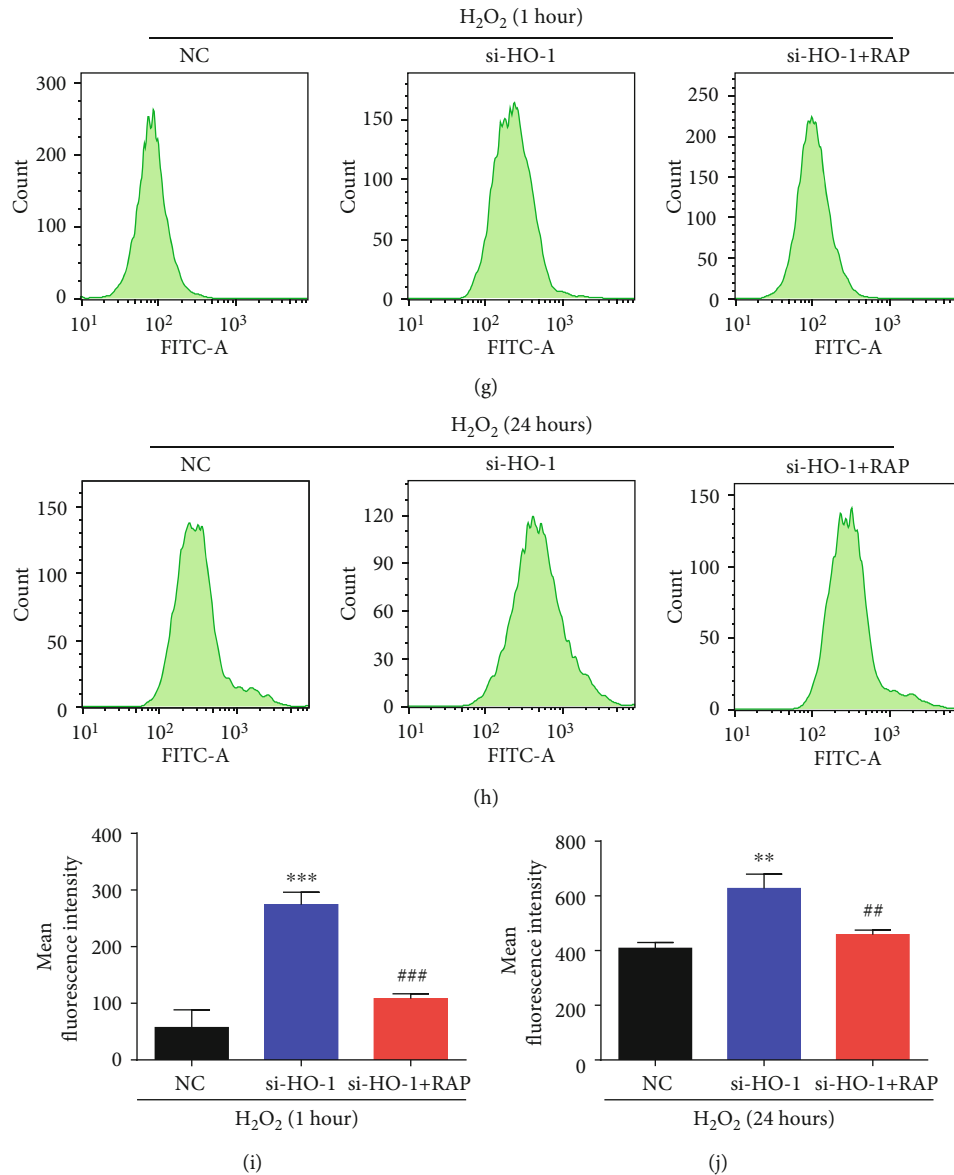 H₂O₂ (1 hour)
NC si-HO-1 si-HO-1+RAP
300
200
100
0
Count
10¹ 10² 10³
FITC-A
150
100
50
0
Count
10¹ 10² 10³
FITC-A
250
200
150
100
50
0
Count
10¹ 10² 10³
FITC-A
(g)
H₂O₂ (24 hours)
NC si-HO-1 si-HO-1+RAP
150
100
50
0
Count
10¹ 10² 10³
FITC-A
120
90
60
30
0
Count
10¹ 10² 10³
FITC-A
150
100
50
0
Count
10¹ 10² 10³
FITC-A
(h)
400
300
200
100
0
Mean
fluorescence intensity
***
###
NC si-HO-1 si-HO-1+RAP
H₂O₂ (1 hour)
(i)
800
600
400
200
0
Mean
fluorescence intensity
**
##
NC si-HO-1 si-HO-1+RAP
H₂O₂ (24 hours)
(j)